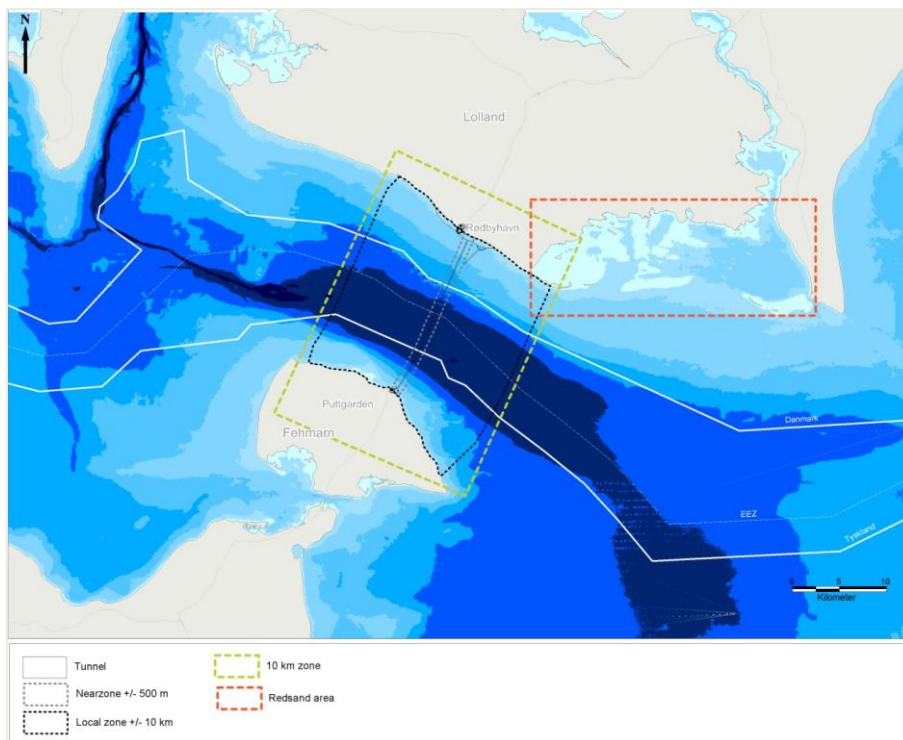 N
Lolland
Rødbyhavn
Puttgarden
Fehmarn
Danmark
EEZ
Tyskland
0 5 10
Kilometer
Tunnel
10 km zone
Nearzone +/- 500 m
Redsand area
Local zone +/- 10 km